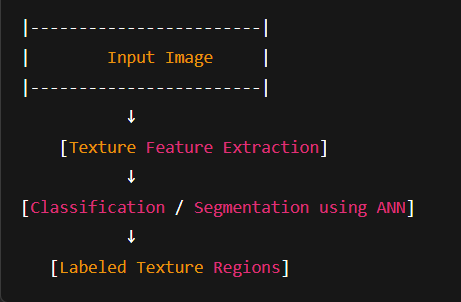 |------------------------|
|        Input Image     |
|------------------------|
↓
[Texture Feature Extraction]
↓
[Classification / Segmentation using ANN]
↓
[Labeled Texture Regions]